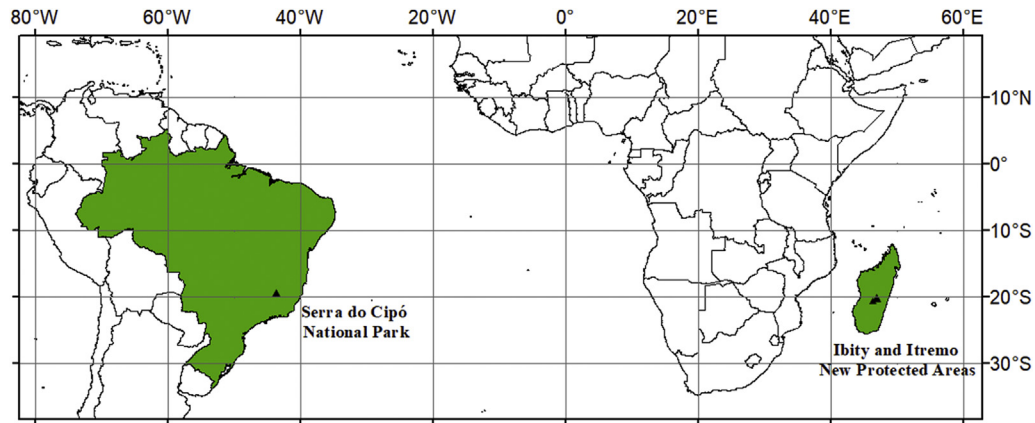 80°W 60°W 40°W 20°W 0° 20°E 40°E 60°E
10°N
0°
10°S
Serra do Cipó
National Park
20°S
Ibity and Itremo
New Protected Areas
30°S